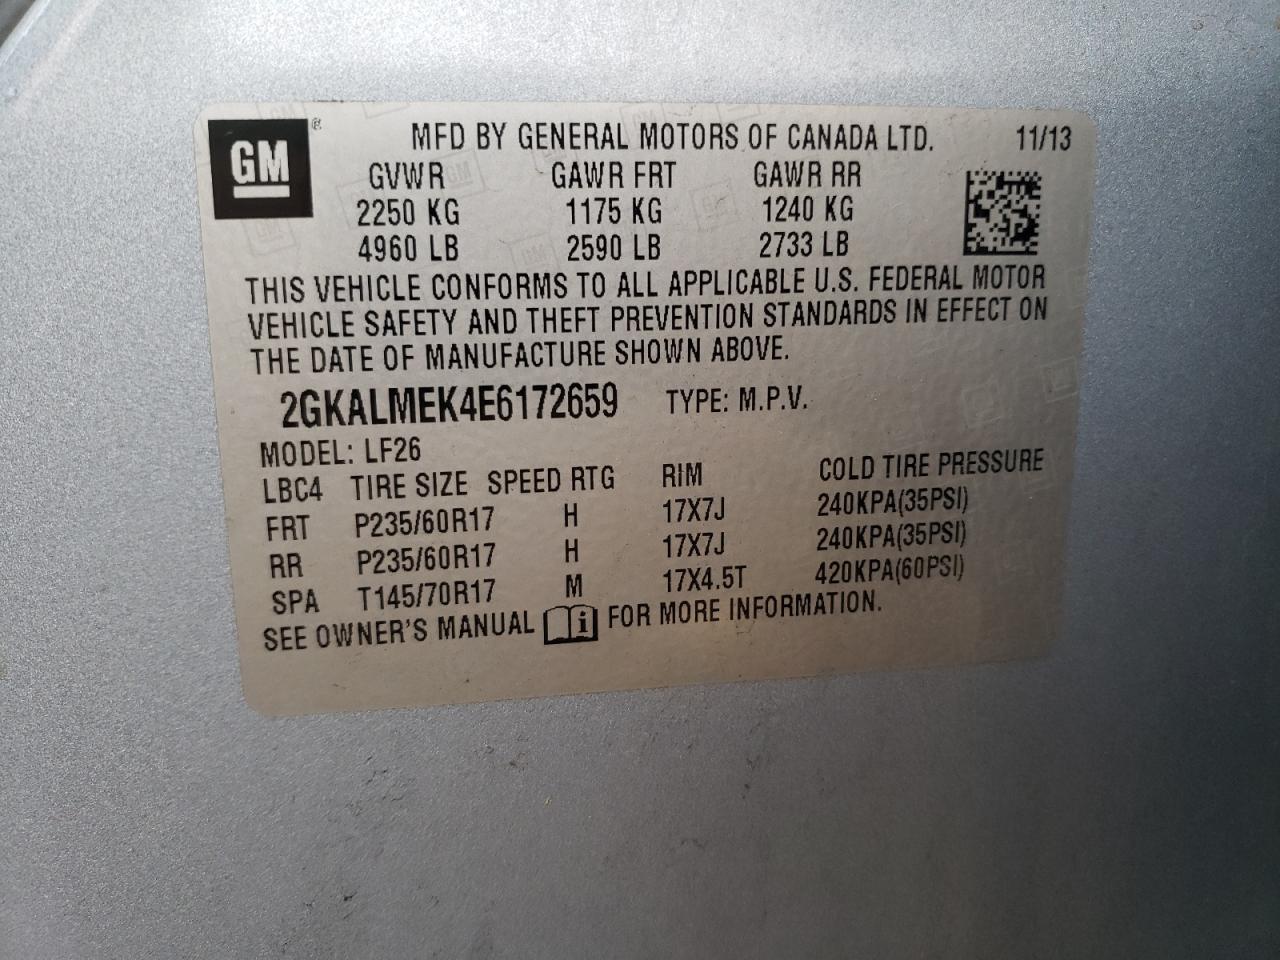 GM ®
MFD BY GENERAL MOTORS OF CANADA LTD. 11/13
GVWR GAWR FRT GAWR RR
2250 KG 1175 KG 1240 KG
4960 LB 2590 LB 2733 LB
THIS VEHICLE CONFORMS TO ALL APPLICABLE U.S. FEDERAL MOTOR
VEHICLE SAFETY AND THEFT PREVENTION STANDARDS IN EFFECT ON
THE DATE OF MANUFACTURE SHOWN ABOVE.
2GKALMEK4E6172659 TYPE: M.P.V.
MODEL: LF26
LBC4 TIRE SIZE SPEED RTG RIM COLD TIRE PRESSURE
FRT P235/60R17 H 17X7J 240KPA(35PSI)
RR P235/60R17 H 17X7J 240KPA(35PSI)
SPA T145/70R17 M 17X4.5T 420KPA(60PSI)
SEE OWNER'S MANUAL i FOR MORE INFORMATION.